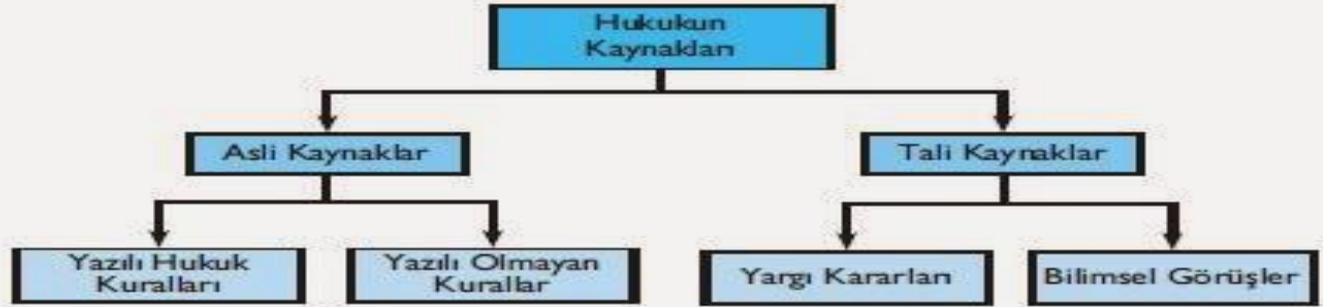 Hukukun
Kaynakları
Asli Kaynaklar
Tali Kaynaklar
Yazılı Hukuk
Kuralları
Yazılı Olmayan
Kurallar
Yargı Kararları
Bilimsel Görüşler